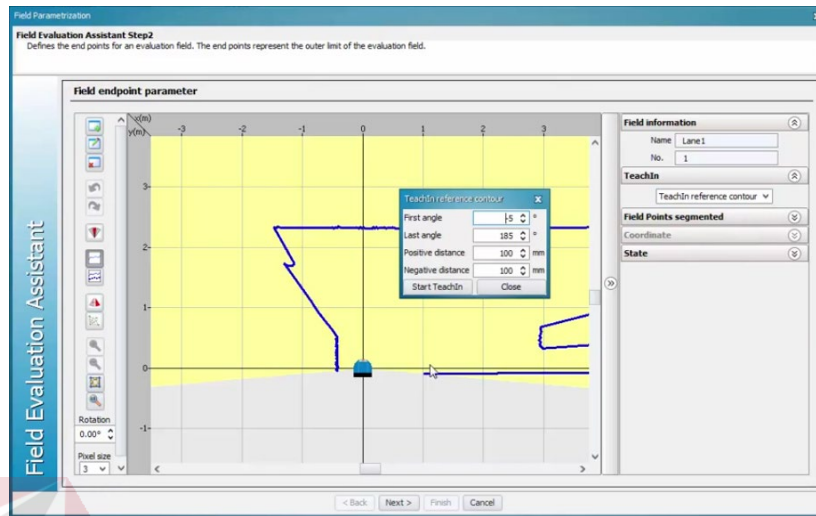 Field Parametrization
Field Evaluation Assistant Step2
Defines the end points for an evaluation field. The end points represent the outer limit of the evaluation field.
Field endpoint parameter
Field Evaluation Assistant
x(m)
y(m)
-3 -2 -1 0 1 2 3
3
2
1
0
-1
Rotation
0.00°
Pixel size
3
TeachIn reference contour x
First angle -5 °
Last angle 185 °
Positive distance 100 mm
Negative distance 100 mm
Start TeachIn Close
Field information
Name Lane1
No. 1
TeachIn
TeachIn reference contour
Field Points segmented
Coordinate
State
< Back Next > Finish Cancel